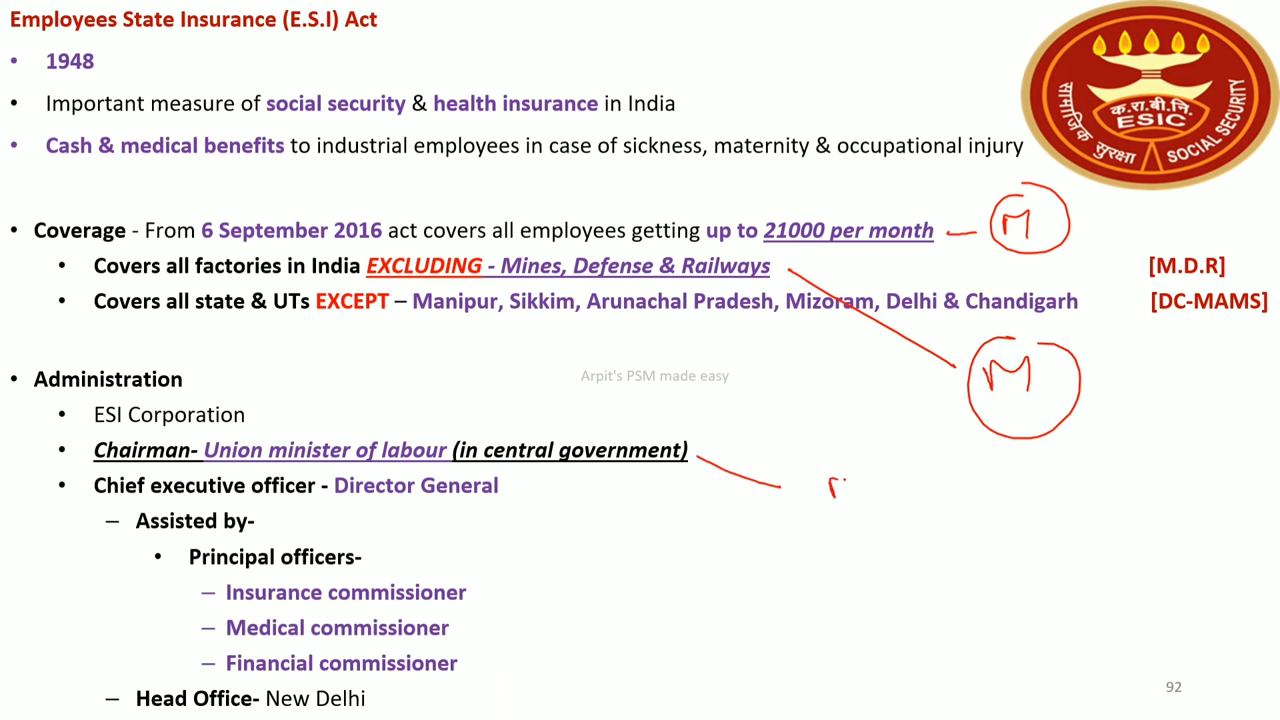 Employees State Insurance (E.S.I) Act
• 1948
• Important measure of social security & health insurance in India
• Cash & medical benefits to industrial employees in case of sickness, maternity & occupational injury
क.रा.बी.नि.
ESIC
सामाजिक सुरक्षा
SOCIAL SECURITY
• Coverage - From 6 September 2016 act covers all employees getting up to 21000 per month
M
• Covers all factories in India EXCLUDING - Mines, Defense & Railways [M.D.R]
• Covers all state & UTs EXCEPT – Manipur, Sikkim, Arunachal Pradesh, Mizoram, Delhi & Chandigarh [DC-MAMS]
M
• Administration
Arpit's PSM made easy
• ESI Corporation
• Chairman- Union minister of labour (in central government)
• Chief executive officer - Director General
– Assisted by-
• Principal officers-
– Insurance commissioner
– Medical commissioner
– Financial commissioner
– Head Office- New Delhi
92